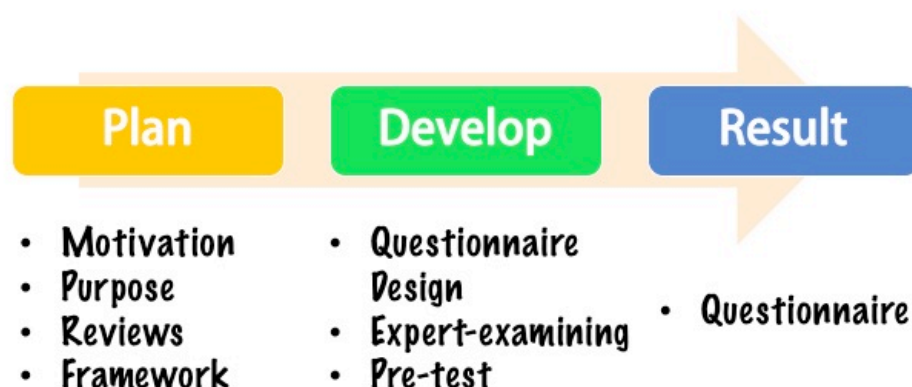 Plan
Develop
Result
• Motivation
• Purpose
• Reviews
• Framework
• Questionnaire
Design
• Expert-examining
• Pre-test
• Questionnaire